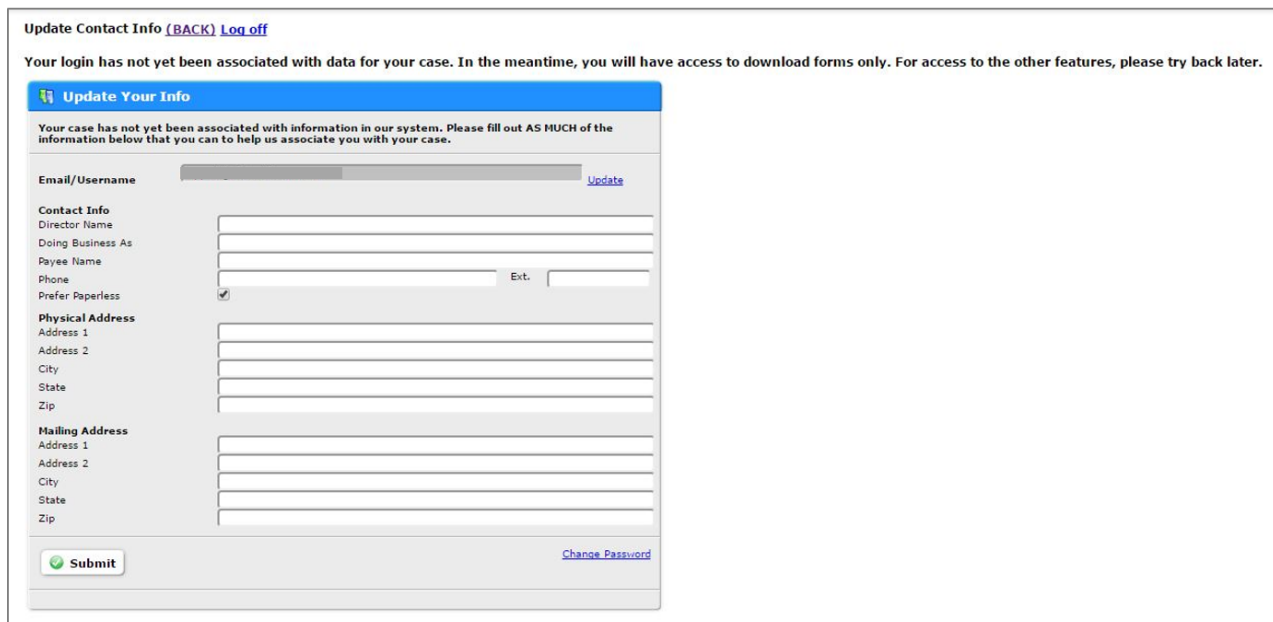 Update Contact Info (BACK) Log off
Your login has not yet been associated with data for your case. In the meantime, you will have access to download forms only. For access to the other features, please try back later.
Update Your Info
Your case has not yet been associated with information in our system. Please fill out AS MUCH of the
information below that you can to help us associate you with your case.
Email/Username Update
Contact Info
Director Name
Doing Business As
Payee Name
Phone Ext.
Prefer Paperless
Physical Address
Address 1
Address 2
City
State
Zip
Mailing Address
Address 1
Address 2
City
State
Zip
Submit Change Password